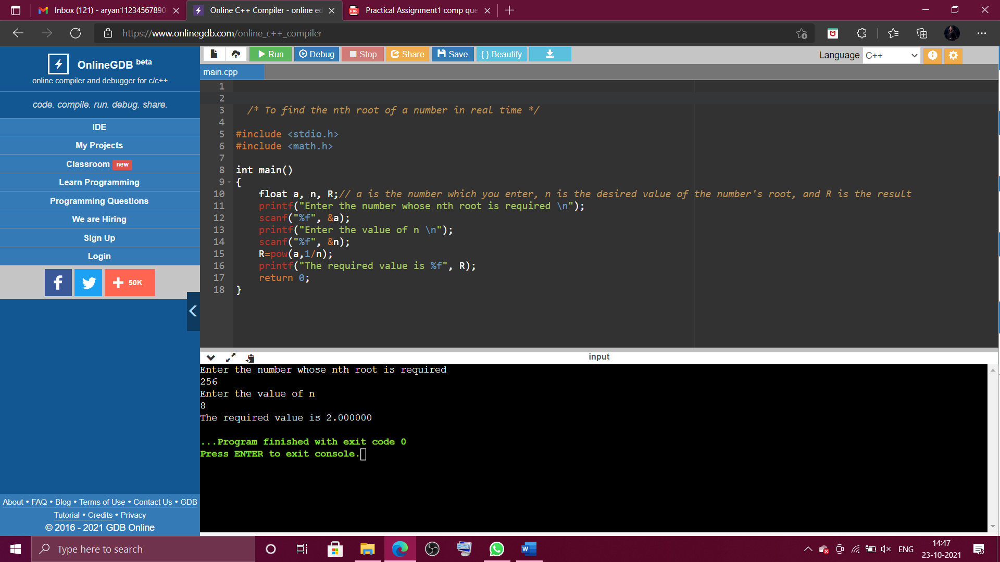 Inbox (121) - aryan11234567890
Online C++ Compiler - online ed
PDF
Practical Assignment1 comp que
https://www.onlinegdb.com/online_c++_compiler
OnlineGDB beta
online compiler and debugger for c/c++
code. compile. run. debug. share.
IDE
My Projects
Classroom new
Learn Programming
Programming Questions
We are Hiring
Sign Up
Login
50K
About • FAQ • Blog • Terms of Use • Contact Us • GDB
Tutorial • Credits • Privacy
© 2016 - 2021 GDB Online
Run Debug Stop Share Save { } Beautify
Language C++
main.cpp
1
2
3 /* To find the nth root of a number in real time */
4
5 #include <stdio.h>
6 #include <math.h>
7
8 int main()
9 {
10 float a, n, R;// a is the number which you enter, n is the desired value of the number's root, and R is the result
11 printf("Enter the number whose nth root is required \n");
12 scanf("%f", &a);
13 printf("Enter the value of n \n");
14 scanf("%f", &n);
15 R=pow(a,1/n);
16 printf("The required value is %f", R);
17 return 0;
18 }
input
Enter the number whose nth root is required
256
Enter the value of n
8
The required value is 2.000000
...Program finished with exit code 0
Press ENTER to exit console.
Type here to search
W
ENG
14:47
23-10-2021